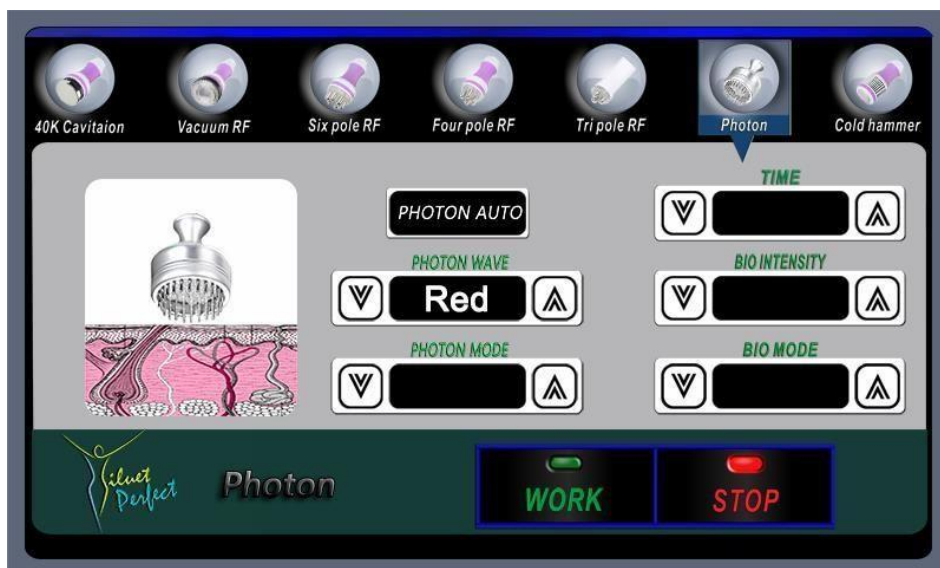 40K Cavitaion
Vacuum RF
Six pole RF
Four pole RF
Tri pole RF
Photon
Cold hammer
PHOTON AUTO
PHOTON WAVE
Red
PHOTON MODE
TIME
BIO INTENSITY
BIO MODE
Siluet
Perfect
Photon
WORK
STOP